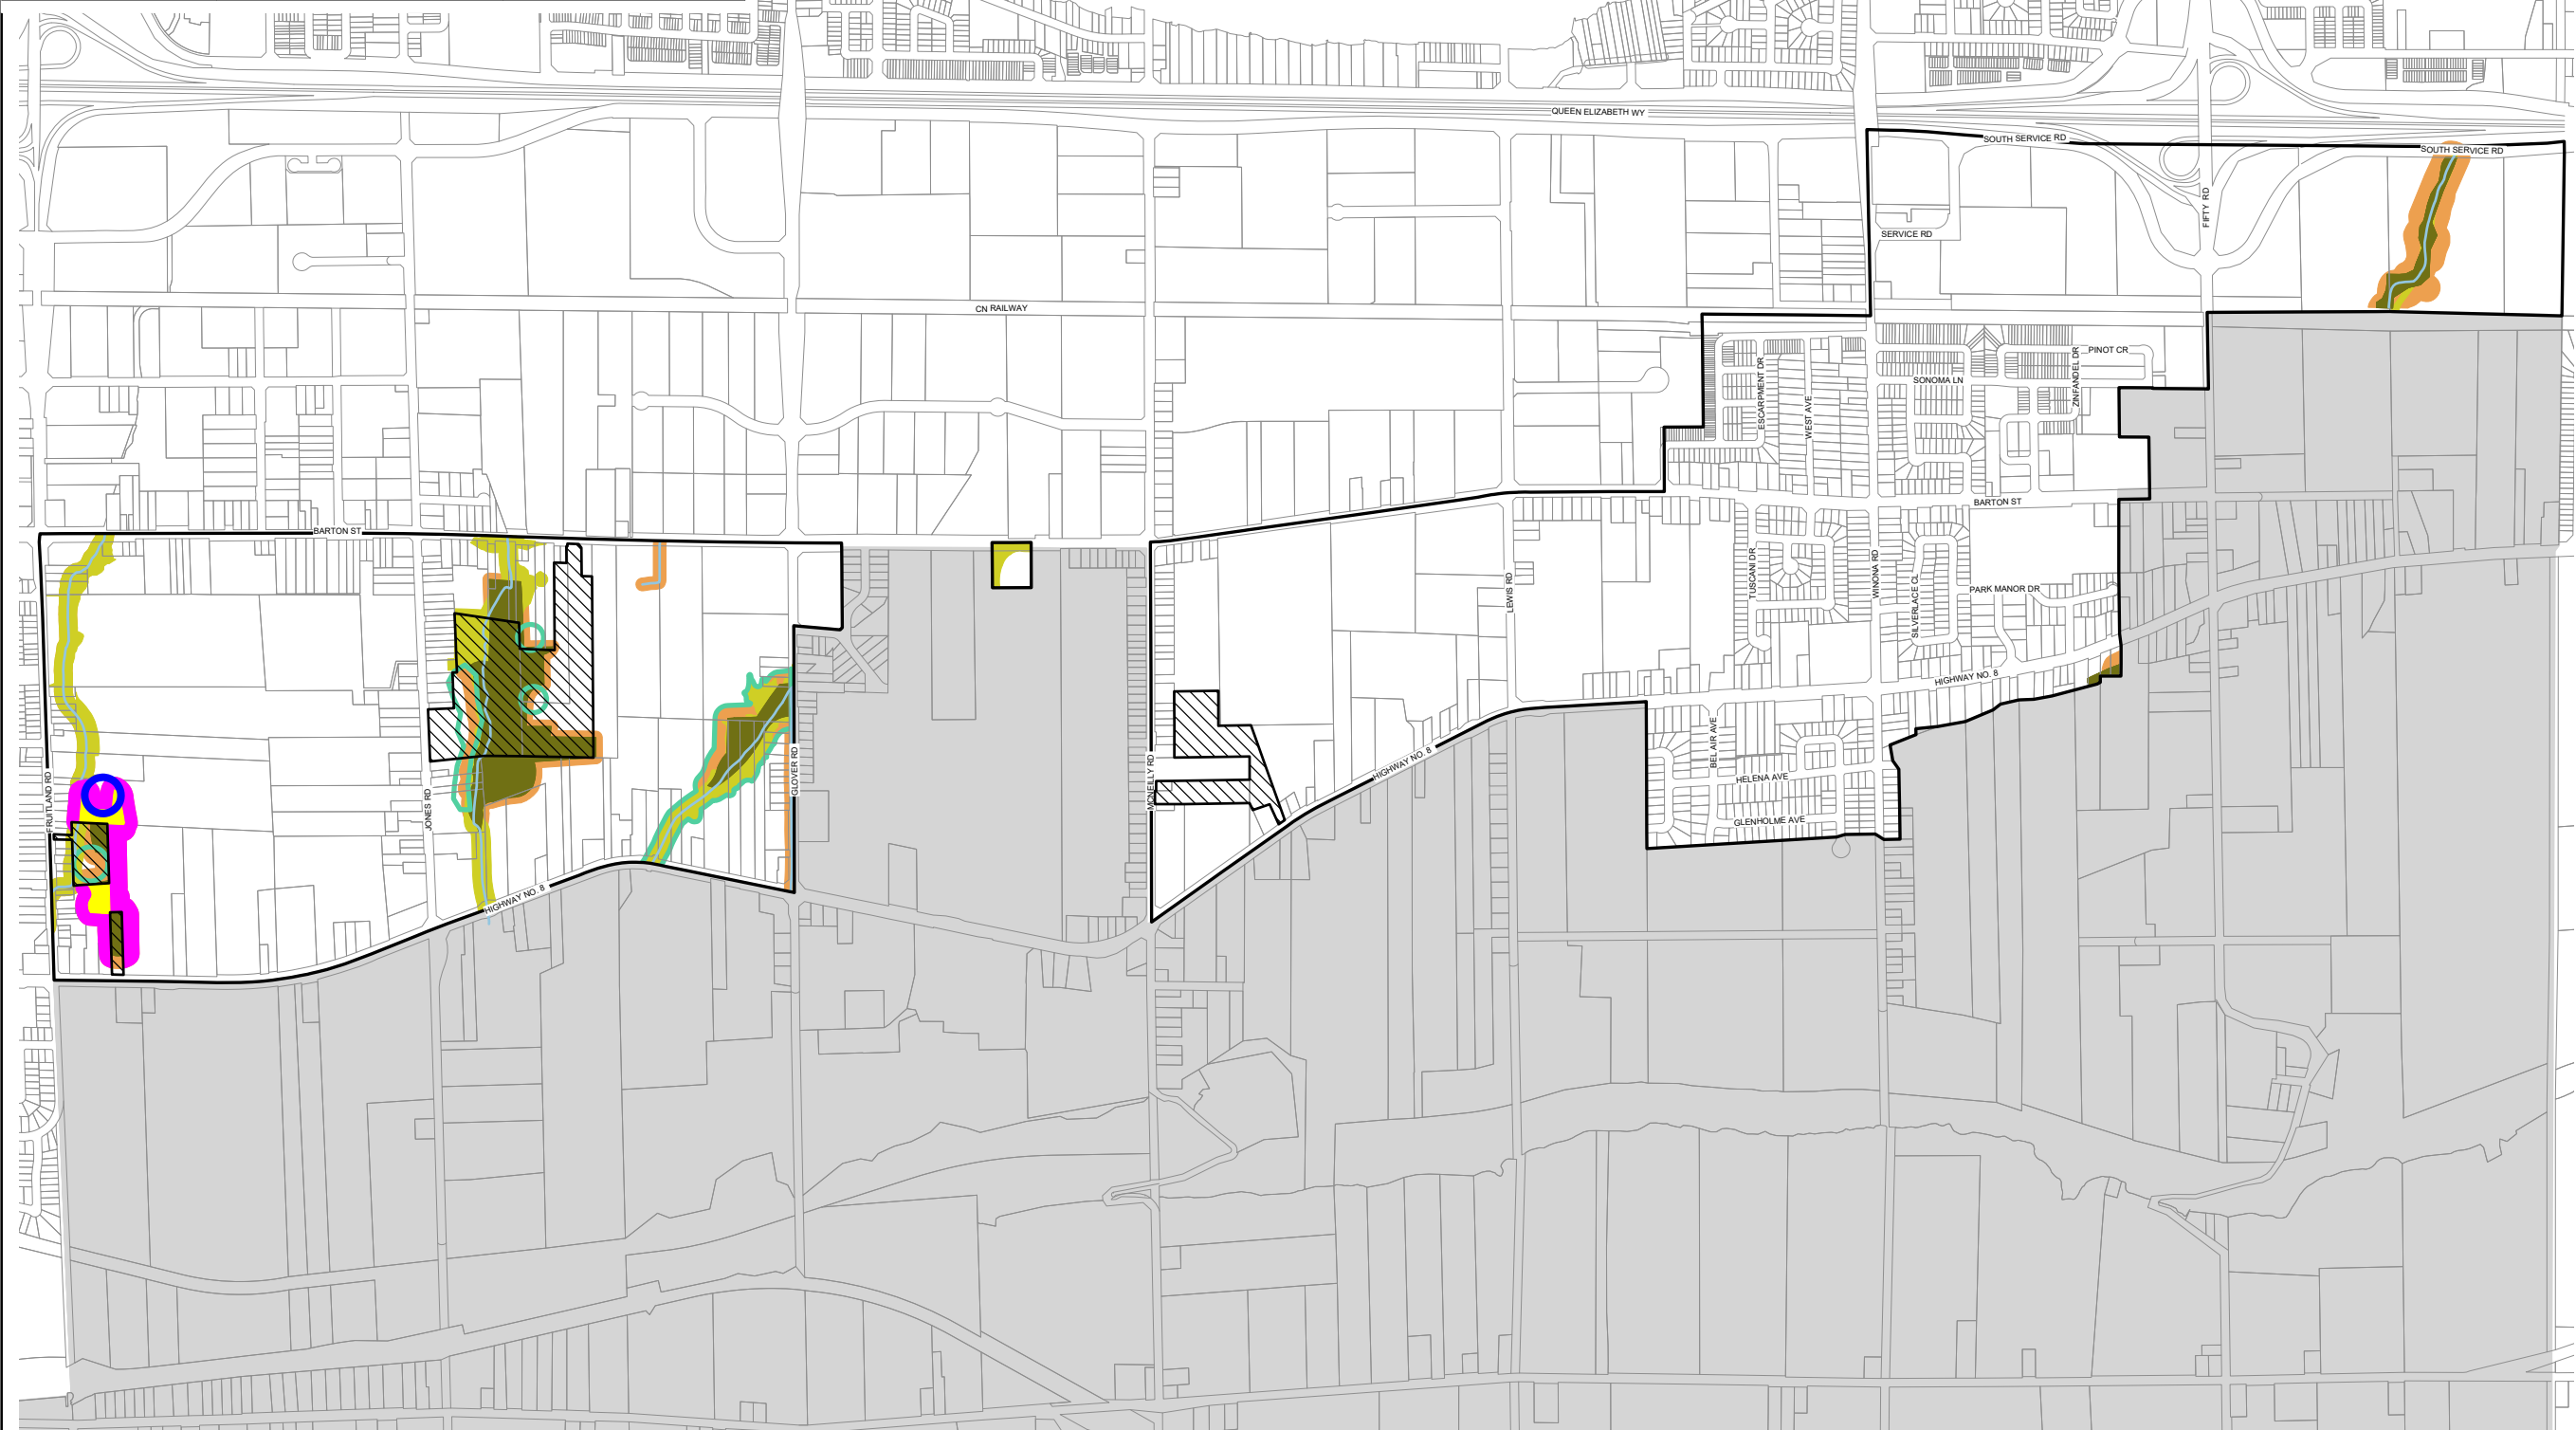 QUEEN ELIZABETH WY
SOUTH SERVICE RD
SOUTH SERVICE RD
FIFTY RD
SERVICE RD
CN RAILWAY
PINOT CR
ESCARPMENT DR
SONOMA LN
ZINFANDEL DR
WEST AVE
BARTON ST
BARTON ST
TUSCANI DR
WINONA RD
LEWIS RD
SILVERLACE CL
PARK MANOR DR
HIGHWAY NO. 8
BEL AIR AVE
HIGHWAY NO. 8
HELENA AVE
GLOVER RD
MCNEILLY RD
FRUITLAND RD
JONES RD
GLENHOLME AVE
HIGHWAY NO. 8